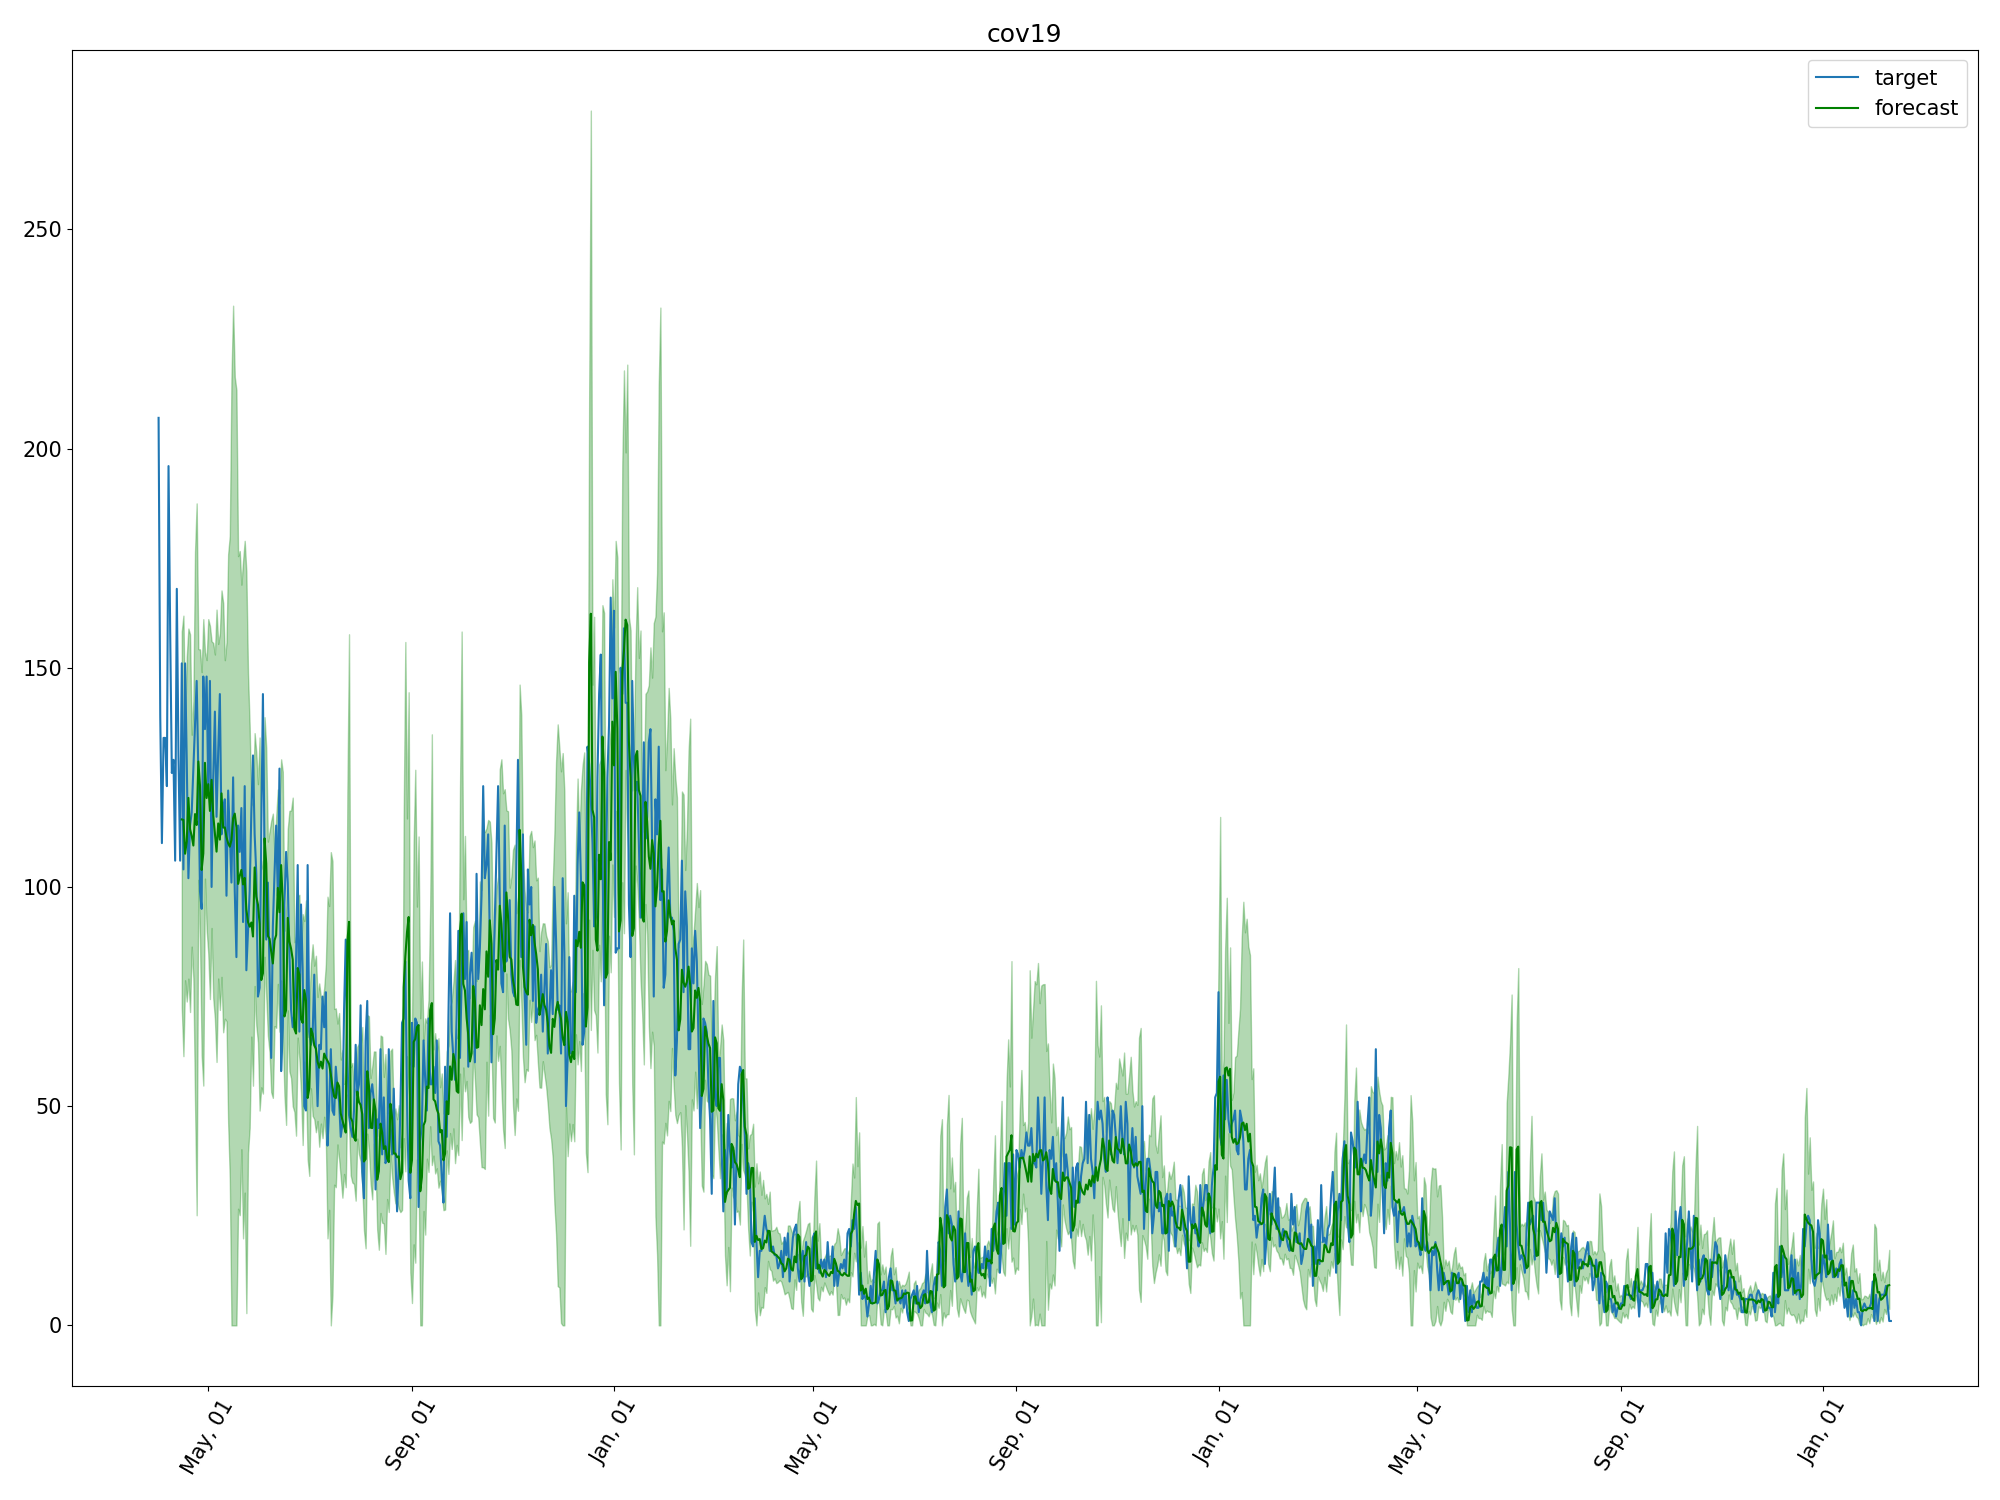 cov19
target
forecast
250
200
150
100
50
0
May, 01
Sep, 01
Jan, 01
May, 01
Sep, 01
Jan, 01
May, 01
Sep, 01
Jan, 01